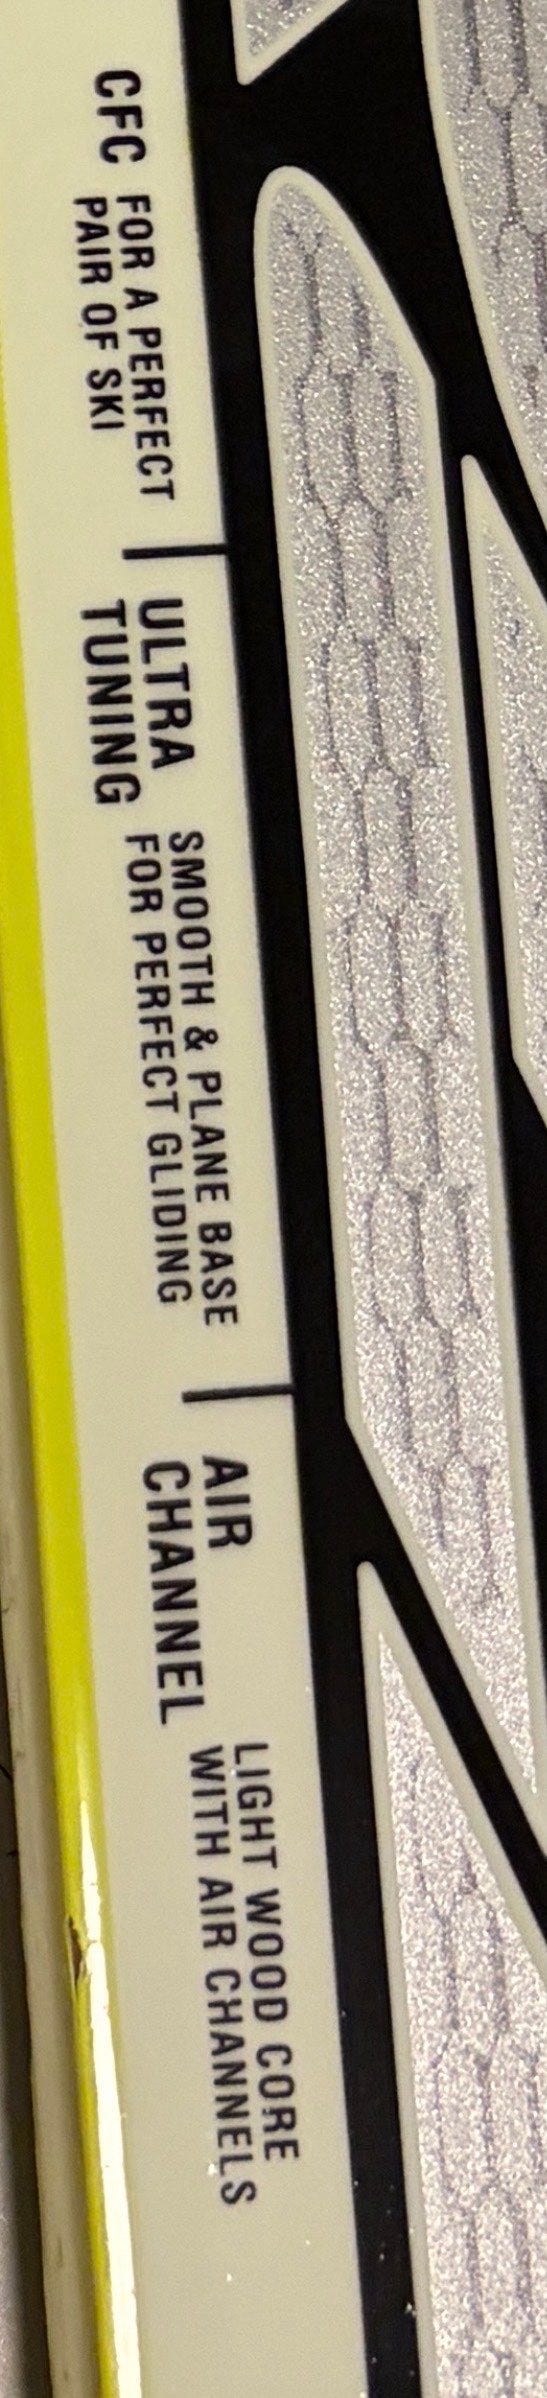 CFC
FOR A PERFECT
PAIR OF SKI
ULTRA
TUNING
SMOOTH & PLANE BASE
FOR PERFECT GLIDING
AIR
CHANNEL
LIGHT WOOD CORE
WITH AIR CHANNELS